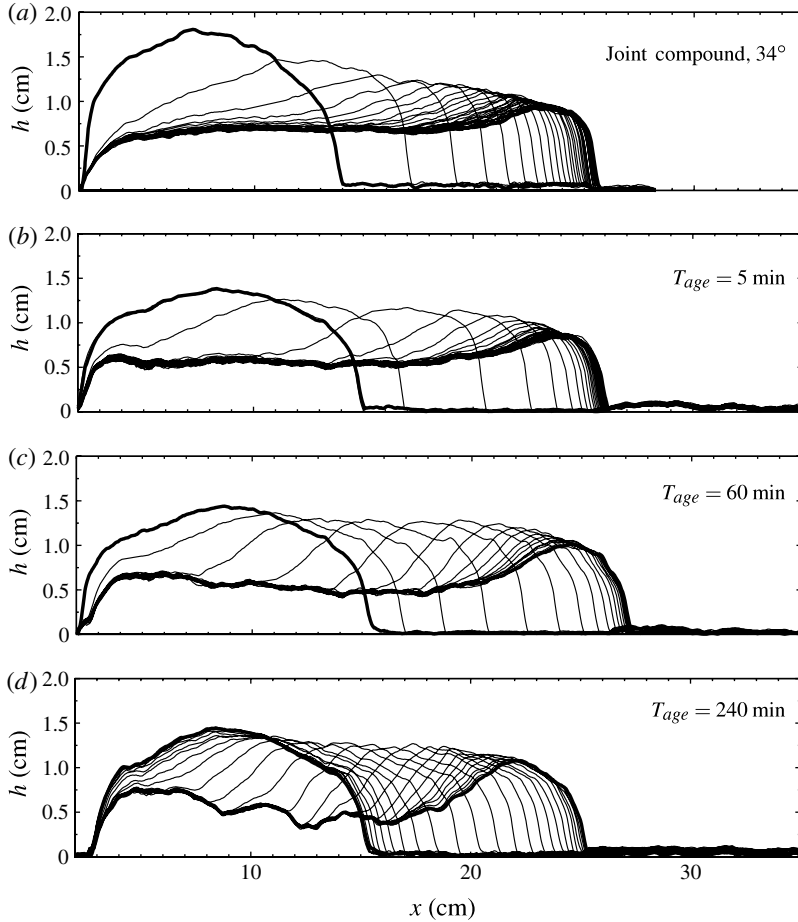 (a) 2.0
1.5
1.0
0.5
0
h (cm)
Joint compound, 34°
(b) 2.0
1.5
1.0
0.5
0
h (cm)
T_age = 5 min
(c) 2.0
1.5
1.0
0.5
0
h (cm)
T_age = 60 min
(d) 2.0
1.5
1.0
0.5
0
h (cm)
T_age = 240 min
10 20 30
x (cm)